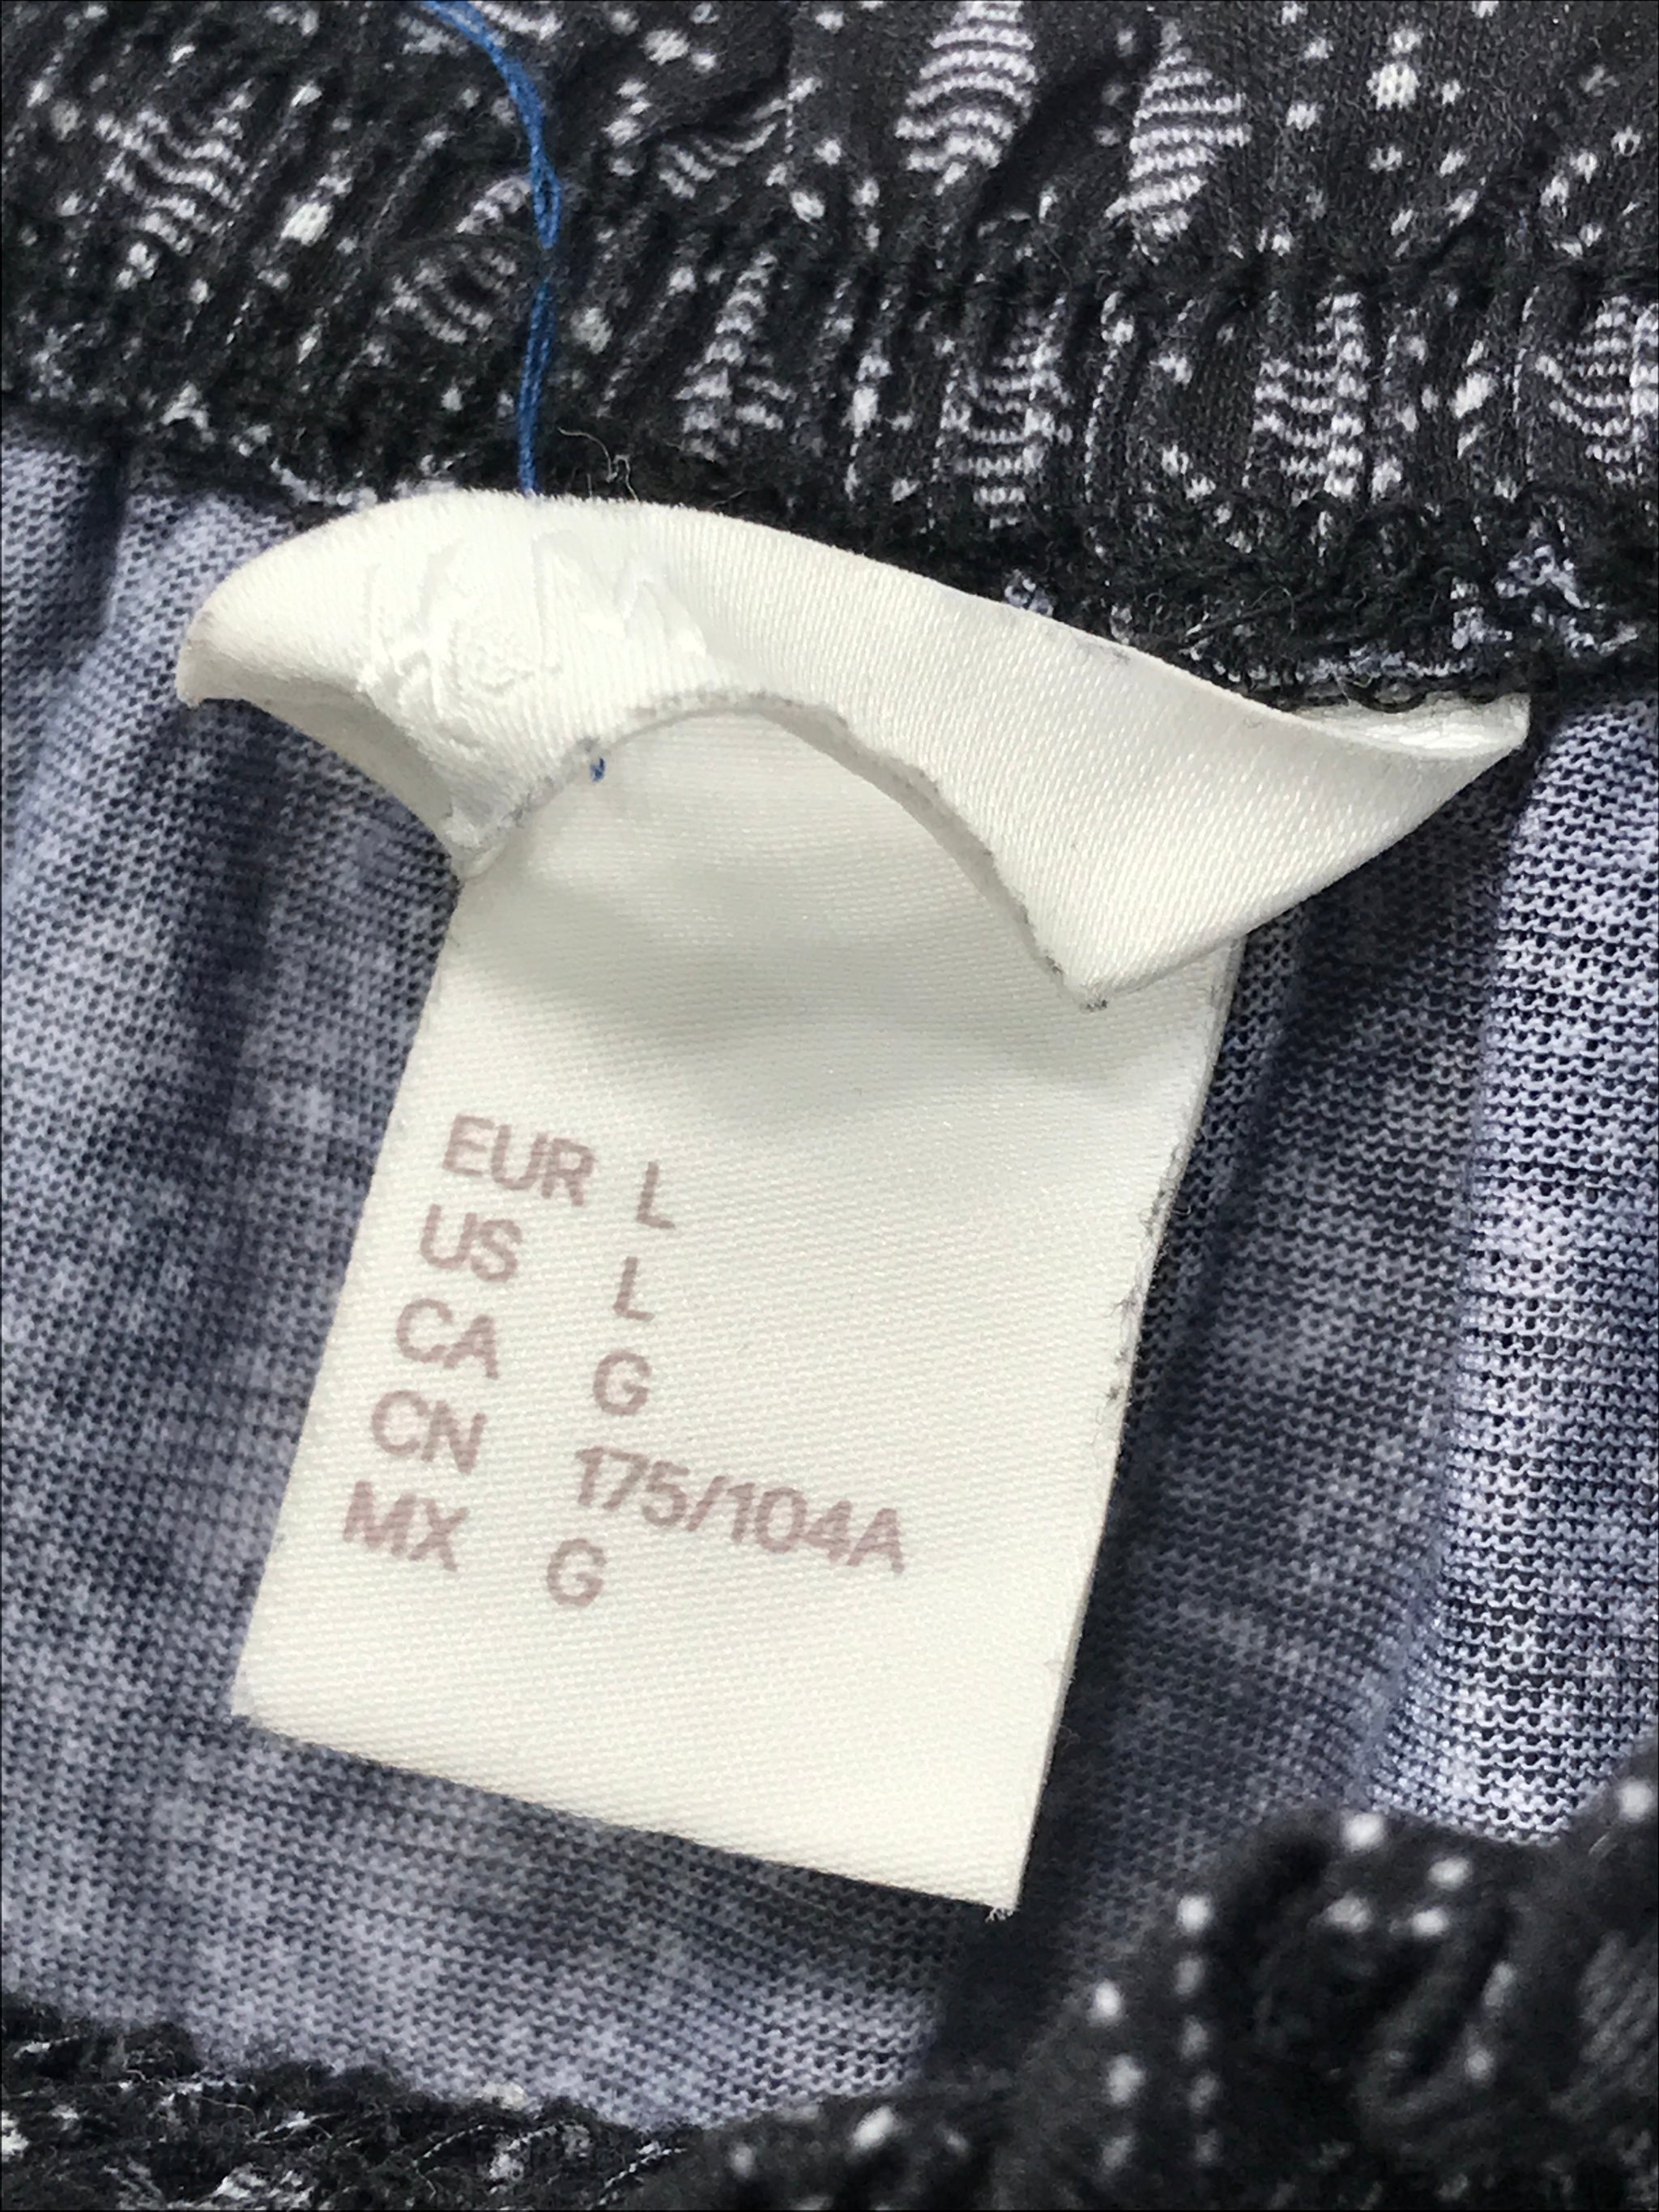 EUR L
US L
CA G
CN 175/104A
MX G